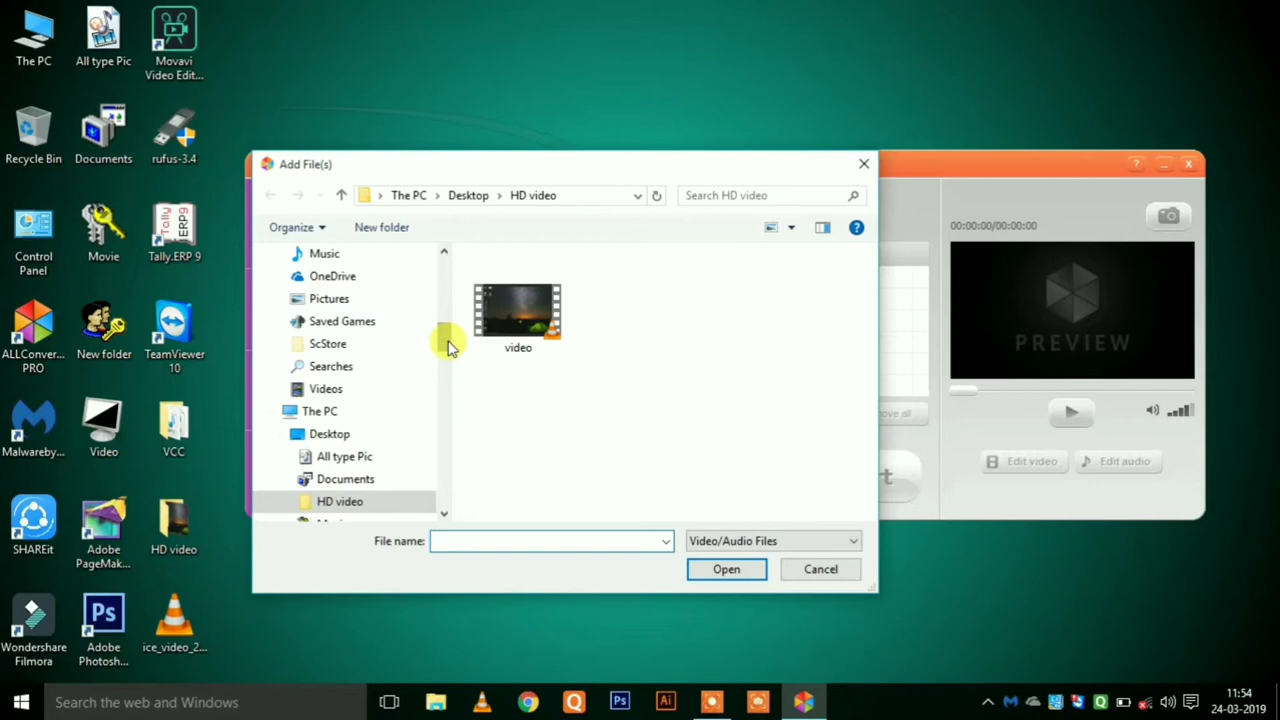 The PC
All type Pic
Movavi
Video Edit...
Recycle Bin
Documents
rufus-3.4
Control
Panel
Movie
Tally.ERP 9
ALLConver...
PRO
New folder
TeamViewer
10
Malwareby...
Video
VCC
SHAREit
Adobe
PageMak...
HD video
Wondershare
Filmora
Adobe
Photosh...
ice_video_2...
Add File(s)
The PC
Desktop
HD video
Search HD video
Organize
New folder
Music
OneDrive
Pictures
Saved Games
ScStore
Searches
Videos
The PC
Desktop
All type Pic
Documents
HD video
video
File name:
Video/Audio Files
Open
Cancel
00:00:00/00:00:00
PREVIEW
Edit video
Edit audio
Search the web and Windows
11:54
24-03-2019